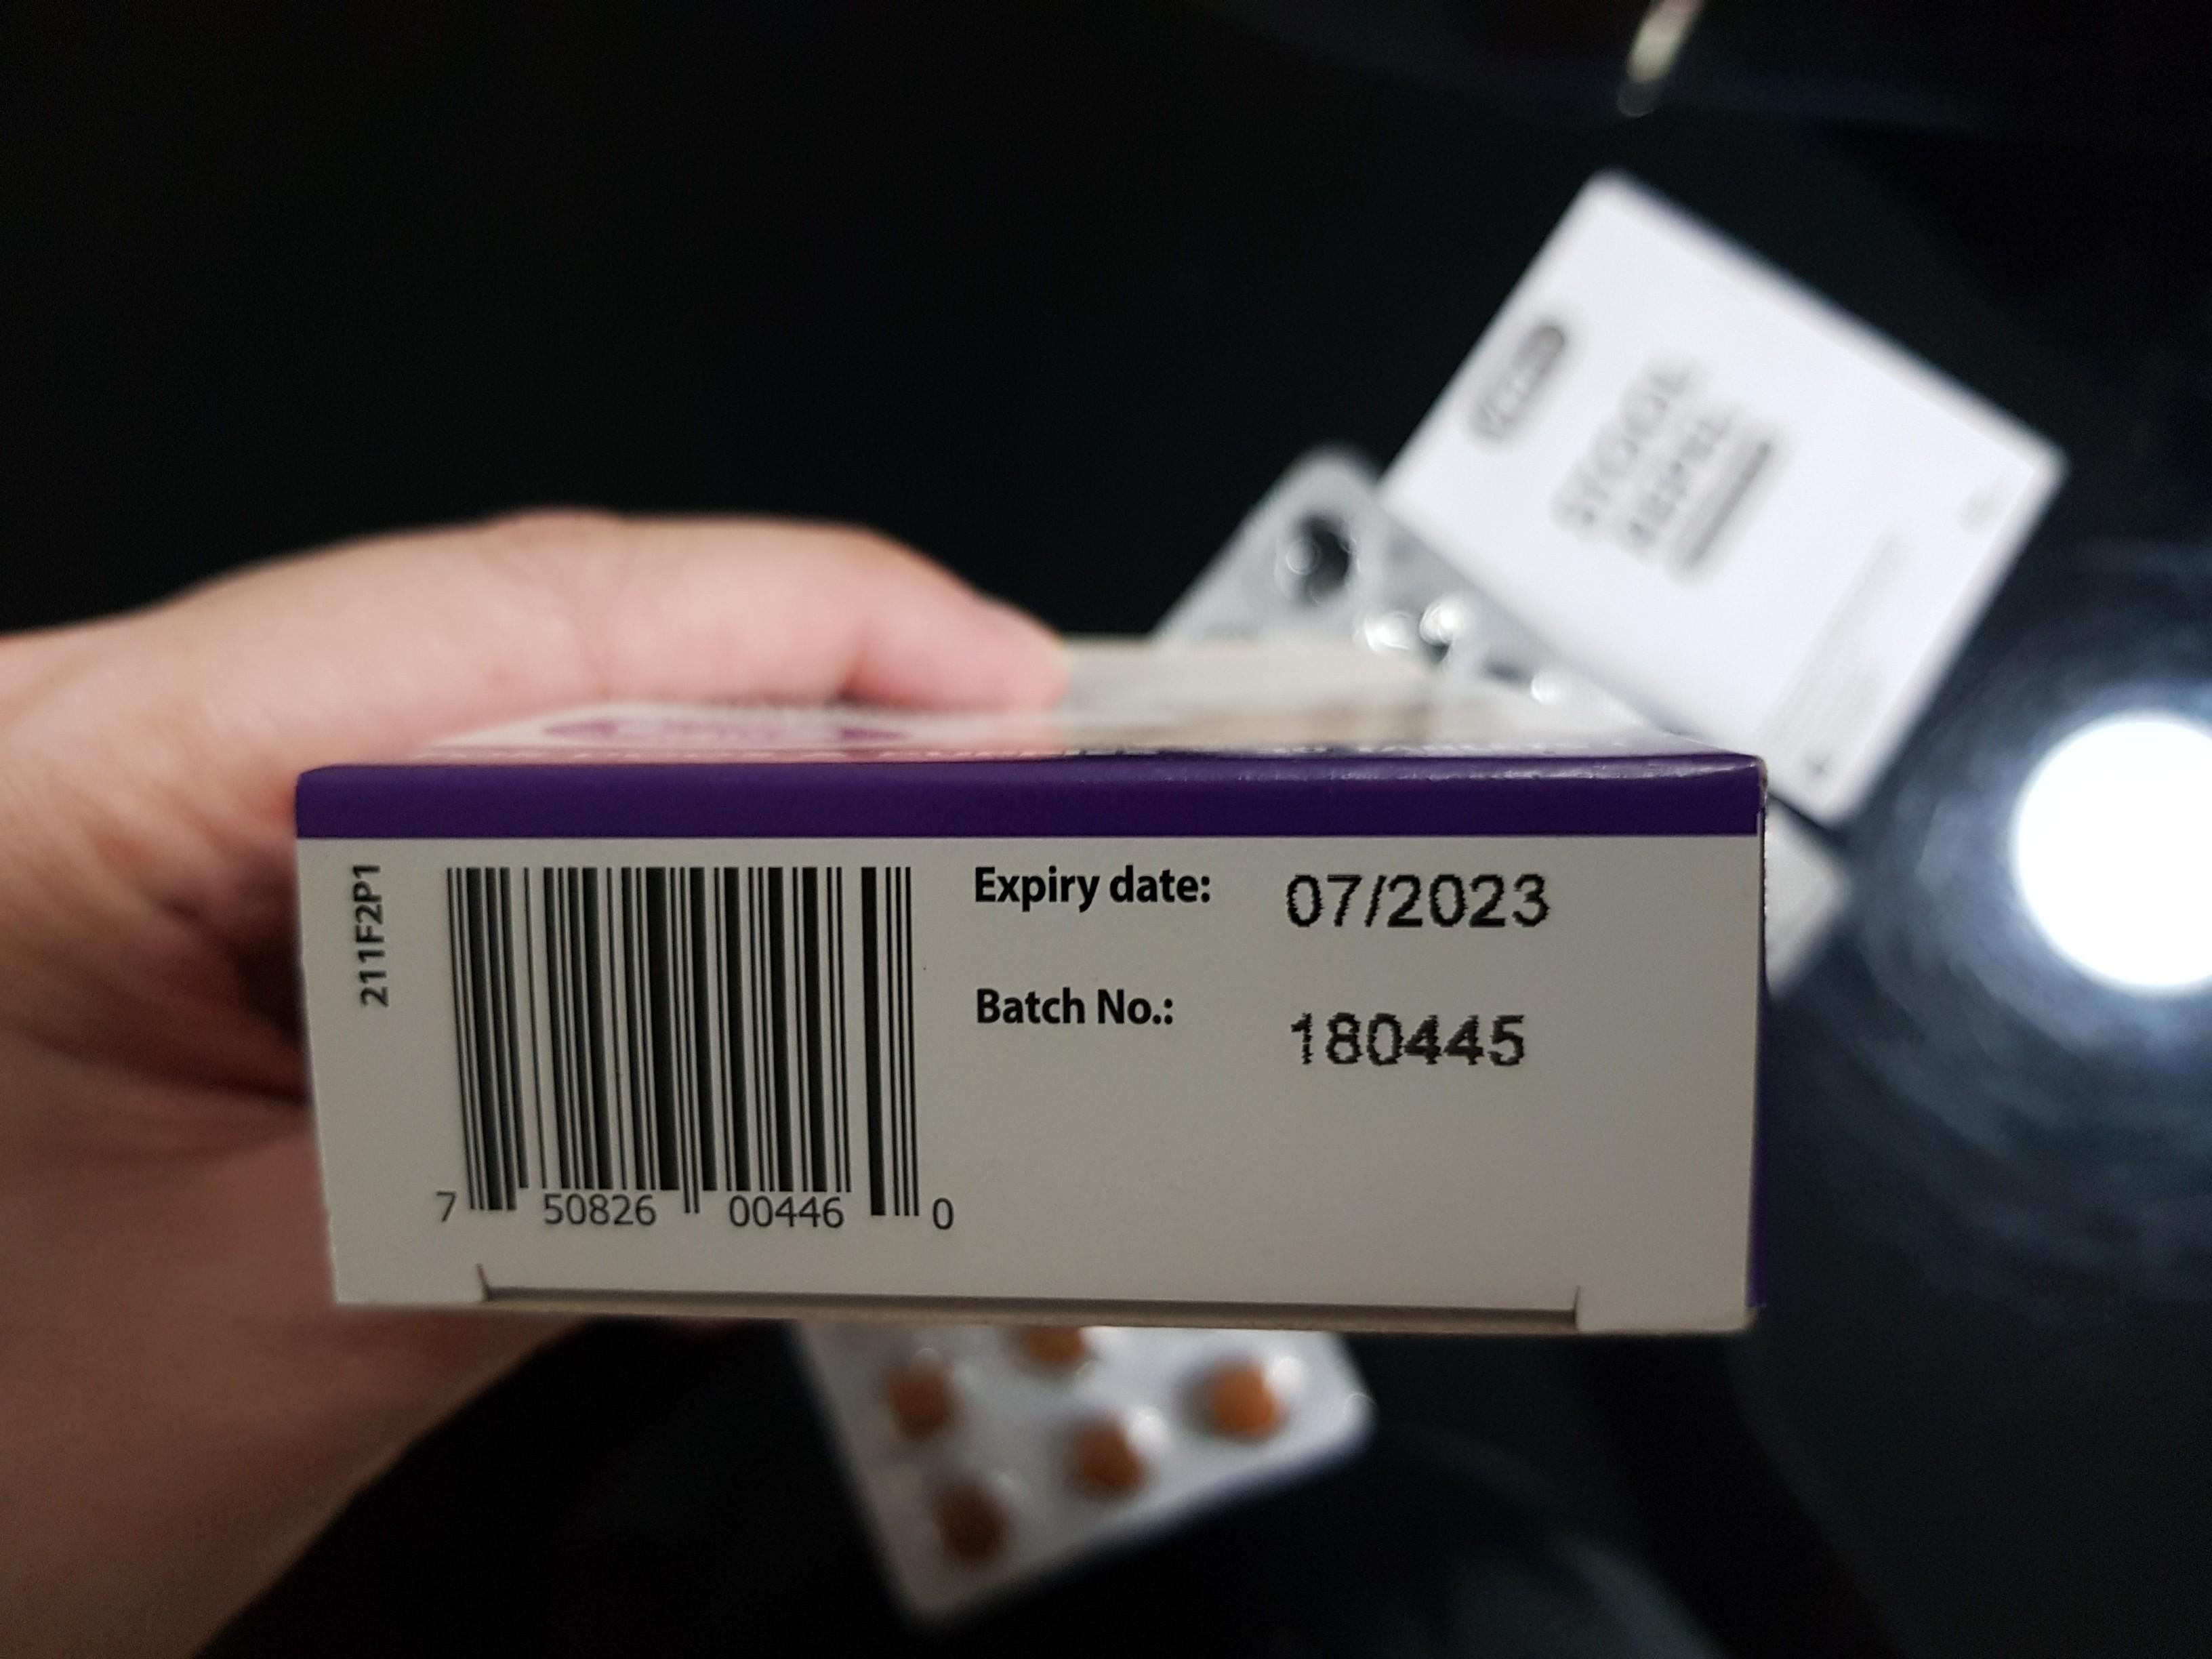 211F2P1
Expiry date: 07/2023
Batch No.: 180445
7 50826 00446 0